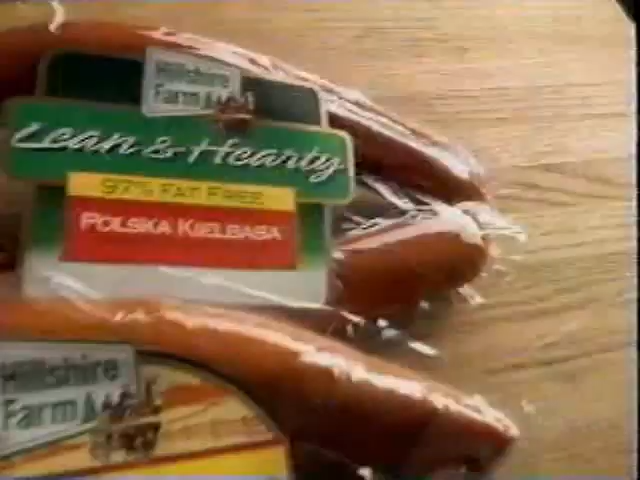 Hillshire
Farm
Lean & Hearty
97% FAT FREE
POLSKA KIELBASA
Hillshire
Farm